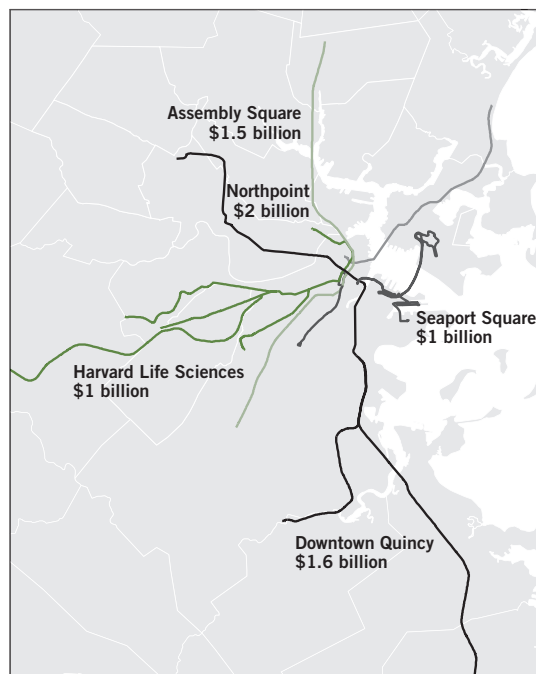 Assembly Square
$1.5 billion
Northpoint
$2 billion
Seaport Square
$1 billion
Harvard Life Sciences
$1 billion
Downtown Quincy
$1.6 billion